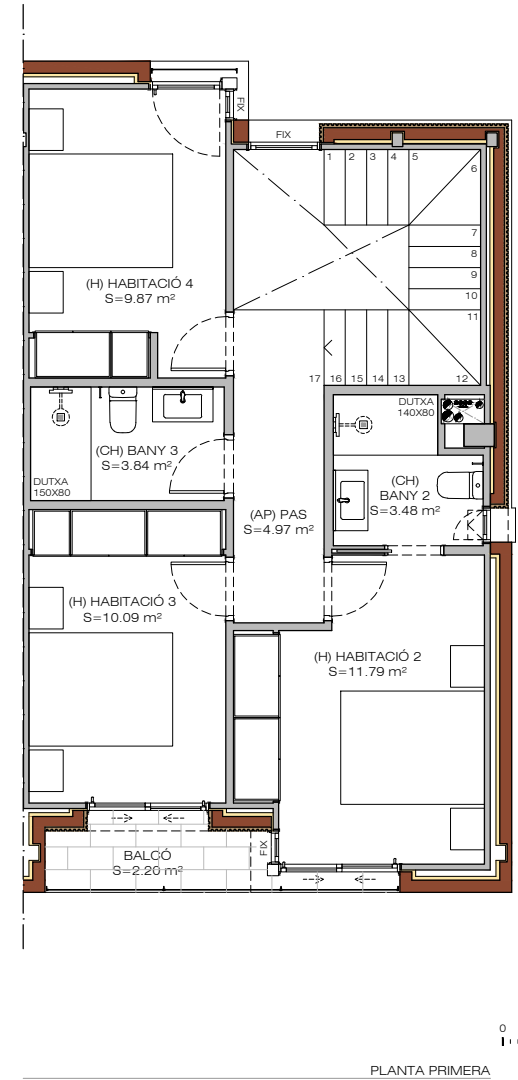 FIX
FIX
1 2 3 4 5
6
7
8
9
10
11
12
17 16 15 14 13
(H) HABITACIÓ 4
S=9.87 m²
DUTXA
140X80
(CH) BANY 3
S=3.84 m²
DUTXA
150X80
(CH)
BANY 2
S=3.48 m²
(AP) PAS
S=4.97 m²
(H) HABITACIÓ 3
S=10.09 m²
(H) HABITACIÓ 2
S=11.79 m²
FIX
BALCÓ
S=2.20 m²
0
PLANTA PRIMERA